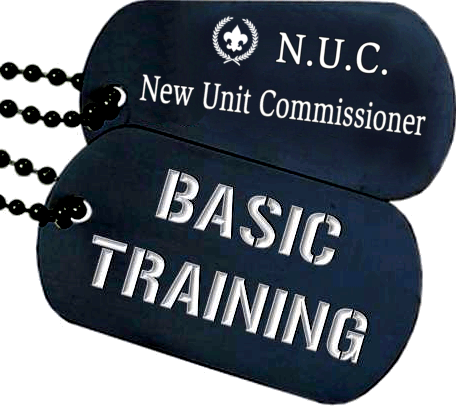 N.U.C.
New Unit Commissioner
BASIC
TRAINING